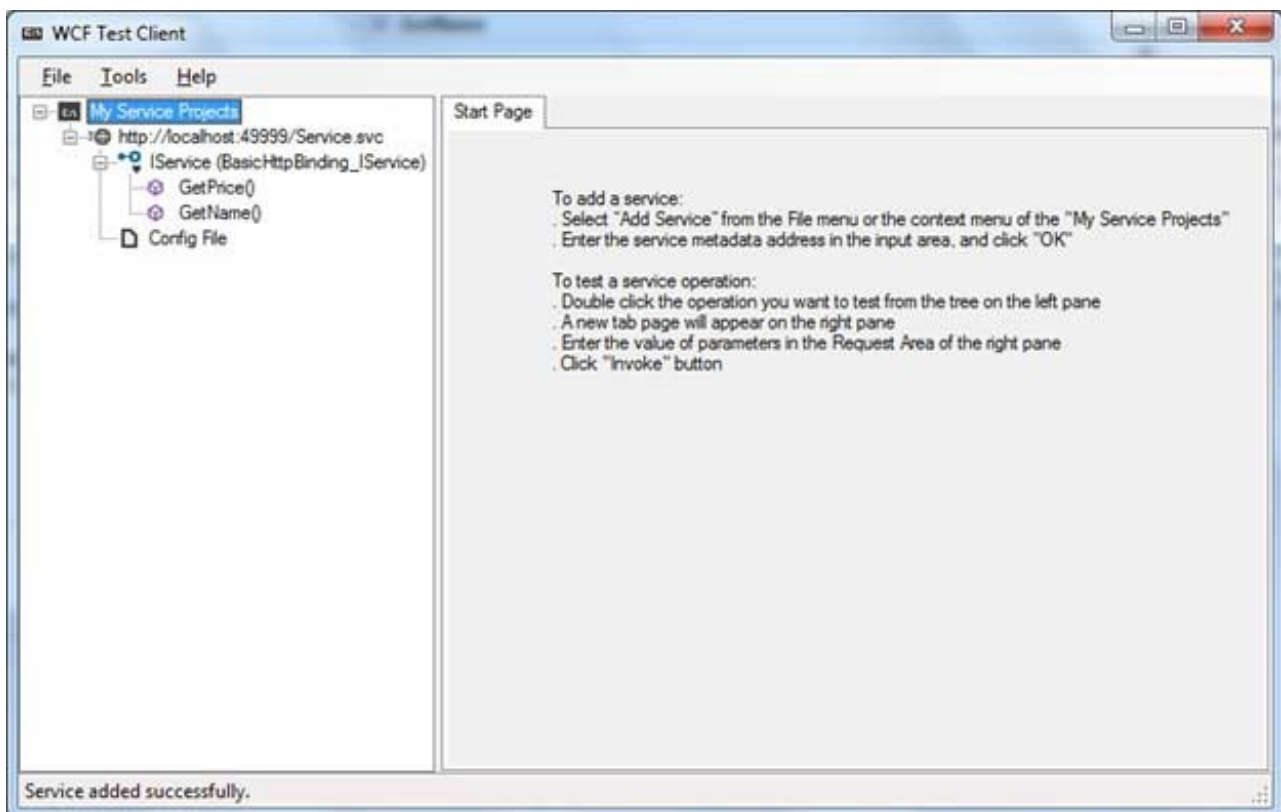 WCF Test Client
File Tools Help
My Service Projects
http://localhost:49999/Service.svc
IService (BasicHttpBinding_IService)
GetPrice()
GetName()
Config File
Start Page
To add a service:
. Select "Add Service" from the File menu or the context menu of the "My Service Projects"
. Enter the service metadata address in the input area, and click "OK"
To test a service operation:
. Double click the operation you want to test from the tree on the left pane
. A new tab page will appear on the right pane
. Enter the value of parameters in the Request Area of the right pane
. Click "Invoke" button
Service added successfully.